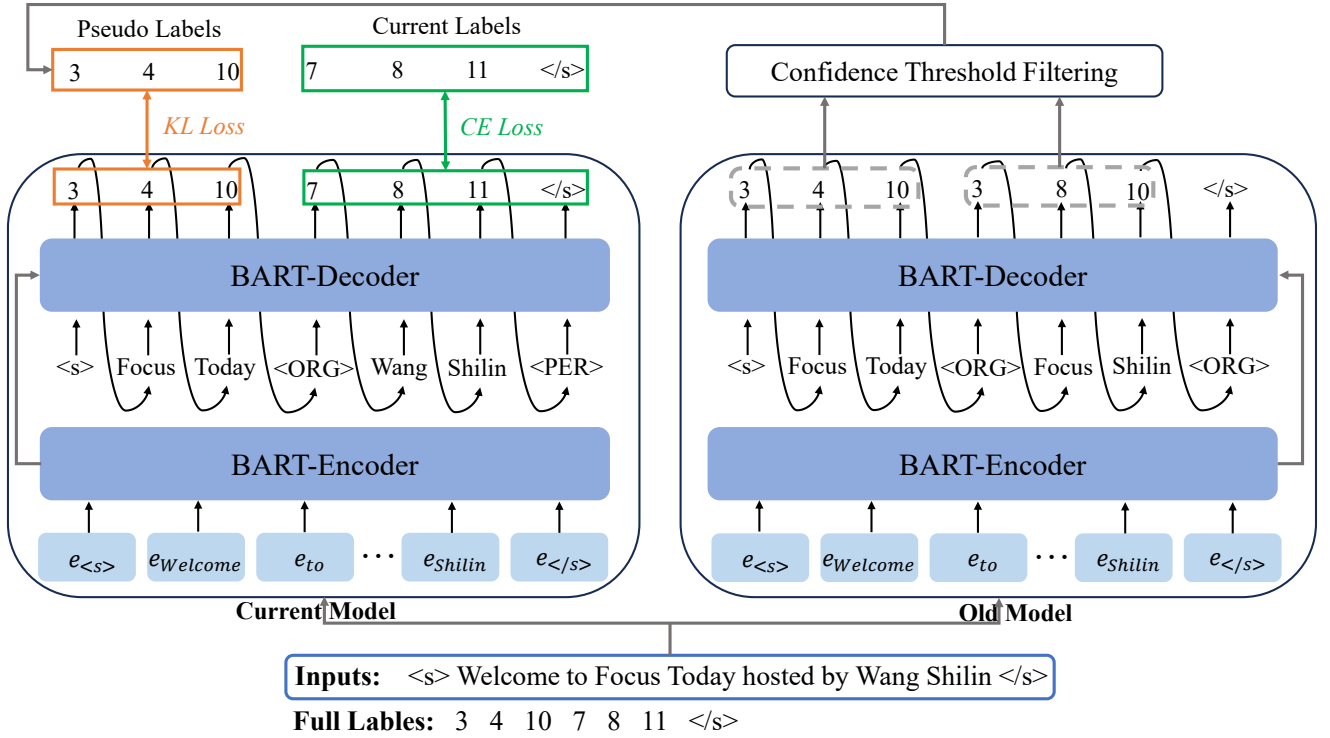 Pseudo Labels
Current Labels
3 4 10
7 8 11 </s>
Confidence Threshold Filtering
KL Loss
CE Loss
3 4 10 7 8 11 </s>
3 4 10 3 8 10 </s>
BART-Decoder
BART-Decoder
<s> Focus Today <ORG> Wang Shilin <PER>
<s> Focus Today <ORG> Focus Shilin <ORG>
BART-Encoder
BART-Encoder
e<s> eWelcome eto ... eShilin e</s>
e<s> eWelcome eto ... eShilin e</s>
Current Model
Old Model
Inputs: <s> Welcome to Focus Today hosted by Wang Shilin </s>
Full Lables: 3 4 10 7 8 11 </s>